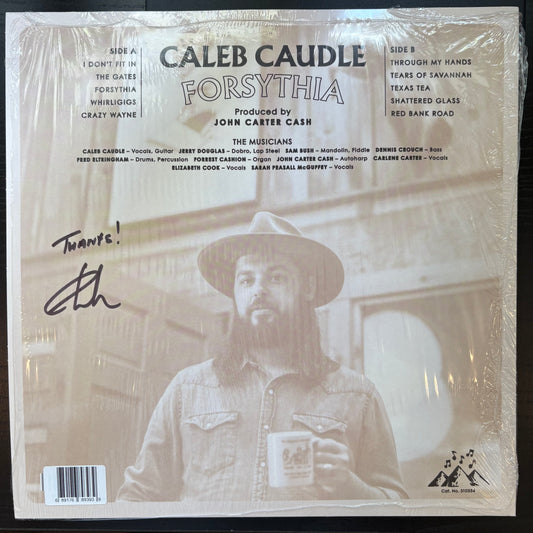 CALEB CAUDLE
FORSYTHIA
Produced by
JOHN CARTER CASH
SIDE A
I DON'T FIT IN
THE GATES
FORSYTHIA
WHIRLIGIGS
CRAZY WAYNE
SIDE B
THROUGH MY HANDS
TEARS OF SAVANNAH
TEXAS TEA
SHATTERED GLASS
RED BANK ROAD
THE MUSICIANS
CALEB CAUDLE – Vocals, Guitar JERRY DOUGLAS – Dobro, Lap Steel SAM BUSH – Mandolin, Fiddle DENNIS CROUCH – Bass
FRED ELTRINGHAM – Drums, Percussion FORREST CASHION – Organ JOHN CARTER CASH – Autoharp CARLENE CARTER – Vocals
ELIZABETH COOK – Vocals SARAH PEASALL McGUFFEY – Vocals
THANKS!
Cat. No.